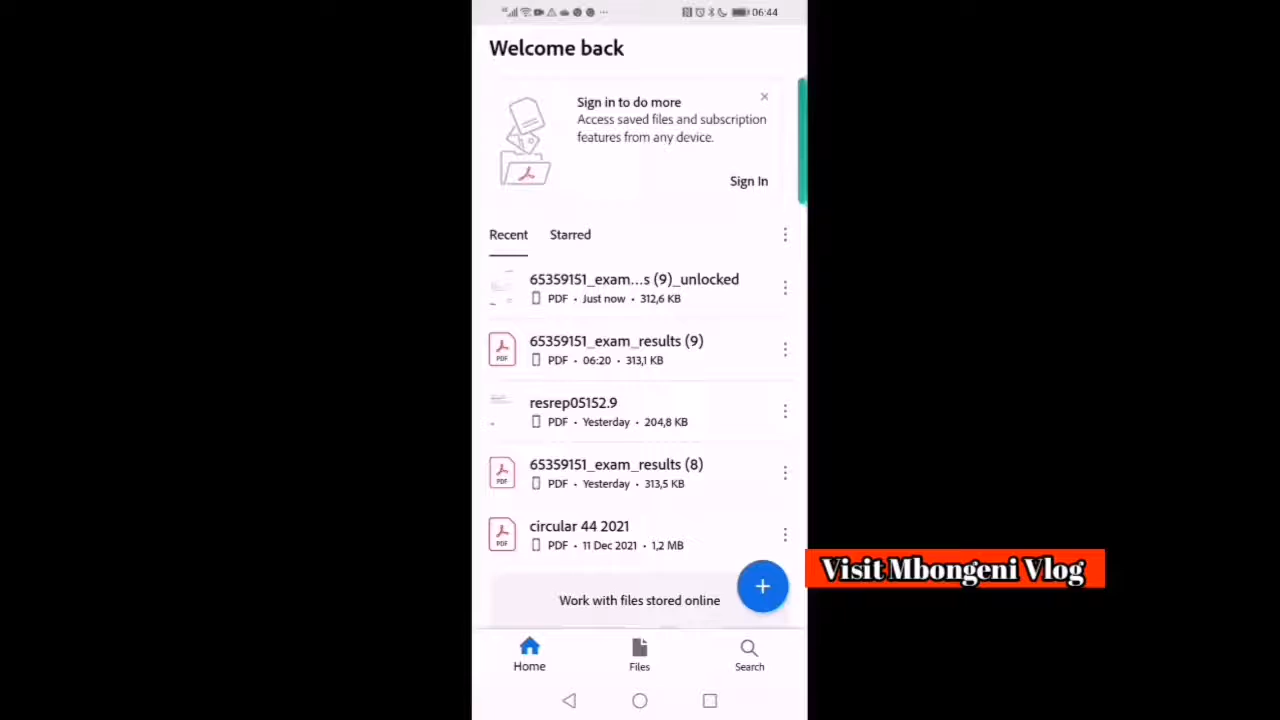 06:44
Welcome back
Sign in to do more
Access saved files and subscription
features from any device.
Sign In
Recent Starred
65359151_exam...s (9)_unlocked
PDF • Just now • 312,6 KB
65359151_exam_results (9)
PDF
PDF • 06:20 • 313,1 KB
resrep05152.9
PDF • Yesterday • 204,8 KB
65359151_exam_results (8)
PDF
PDF • Yesterday • 313,5 KB
circular 44 2021
PDF
PDF • 11 Dec 2021 • 1,2 MB
Visit Mbongeni Vlog
Work with files stored online
Home Files Search